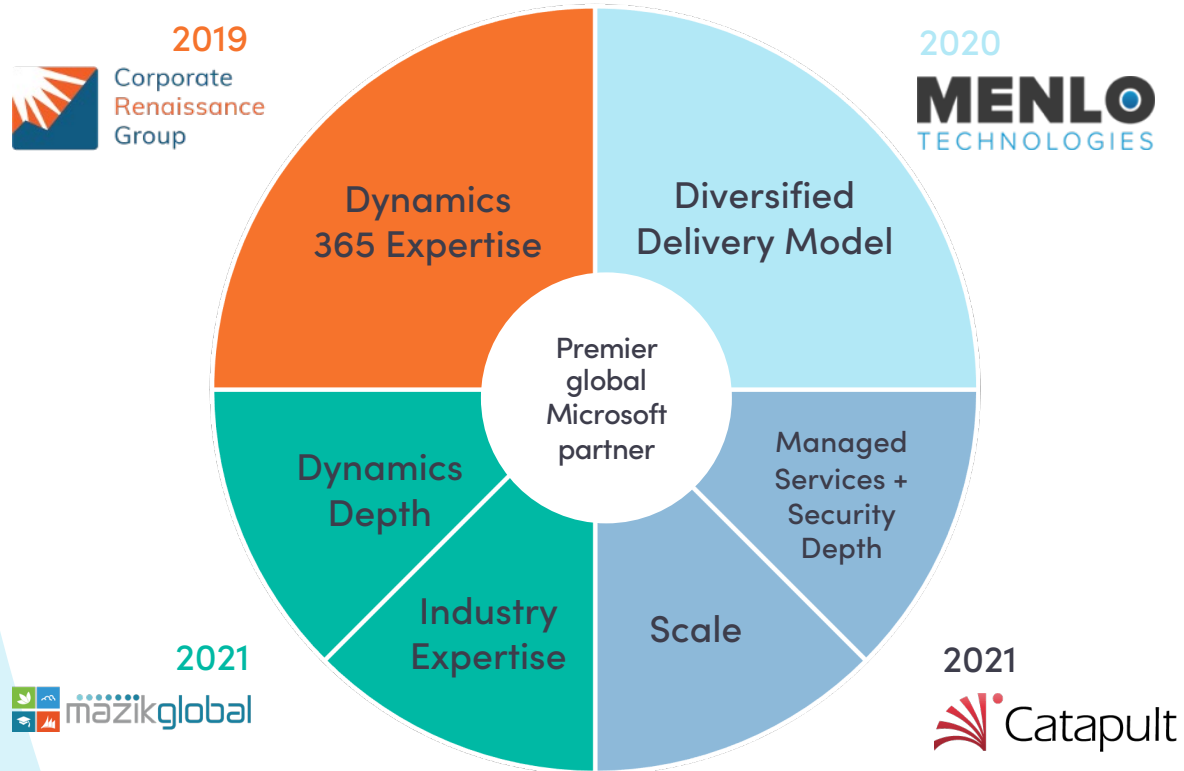 2019
Corporate
Renaissance
Group
2020
MENLO
TECHNOLOGIES
Dynamics
365 Expertise
Diversified
Delivery Model
Premier
global
Microsoft
partner
Dynamics
Depth
Managed
Services +
Security
Depth
Industry
Expertise
Scale
2021
mazikglobal
2021
Catapult